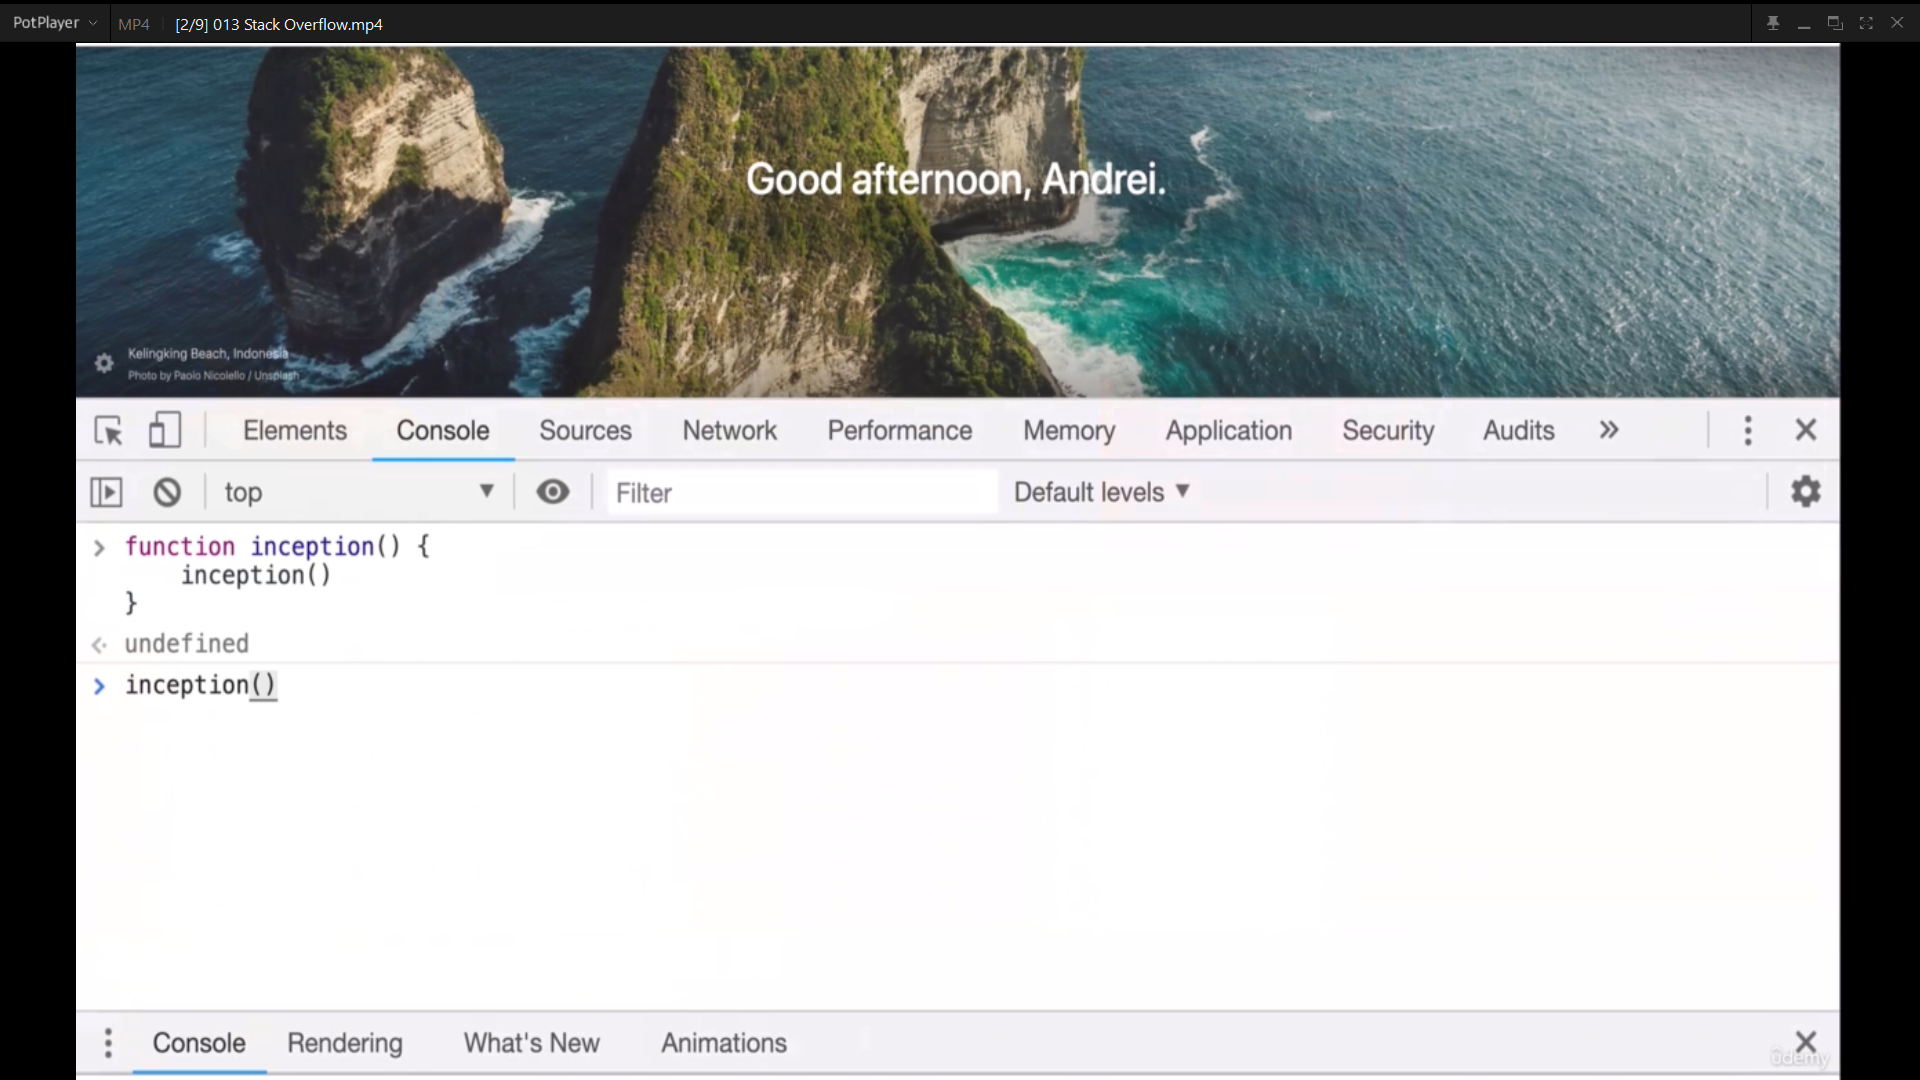 PotPlayer MP4 [2/9] 013 Stack Overflow.mp4
Good afternoon, Andrei.
Kelingking Beach, Indonesia
Photo by Paolo Nicolello / Unsplash
Elements Console Sources Network Performance Memory Application Security Audits »
top ▼ Filter Default levels ▼
> function inception() {
inception()
}
<· undefined
> inception()
Console Rendering What's New Animations
ûdemy